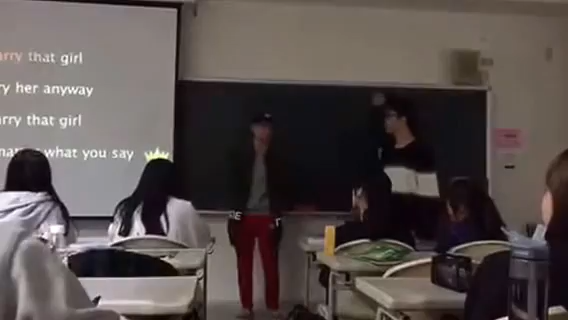 arry that girl
ry her anyway
arry that girl
what you say